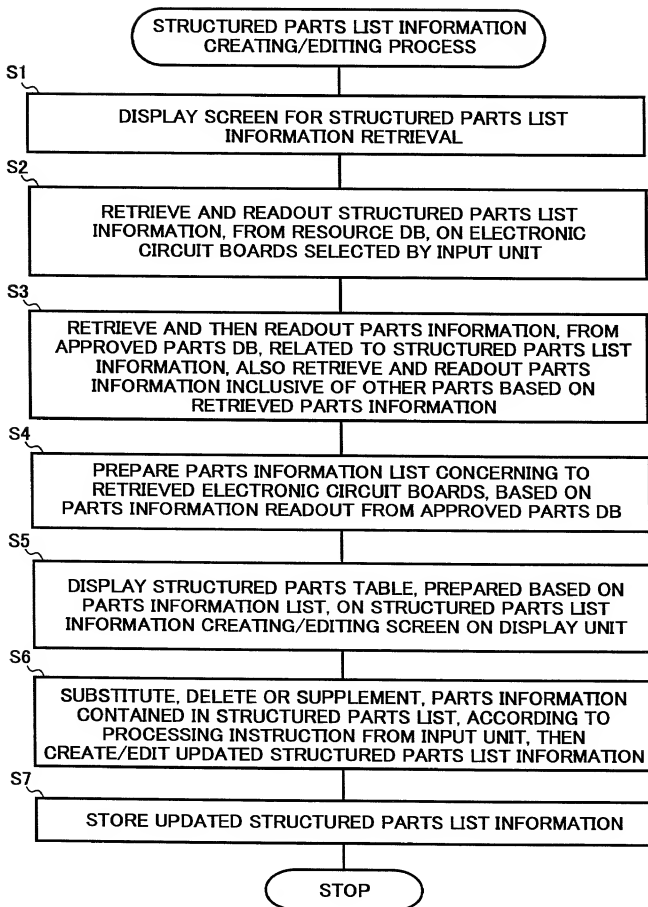 STRUCTURED PARTS LIST INFORMATION
CREATING/EDITING PROCESS
S1
DISPLAY SCREEN FOR STRUCTURED PARTS LIST
INFORMATION RETRIEVAL
S2
RETRIEVE AND READOUT STRUCTURED PARTS LIST
INFORMATION, FROM RESOURCE DB, ON ELECTRONIC
CIRCUIT BOARDS SELECTED BY INPUT UNIT
S3
RETRIEVE AND THEN READOUT PARTS INFORMATION, FROM
APPROVED PARTS DB, RELATED TO STRUCTURED PARTS LIST
INFORMATION, ALSO RETRIEVE AND READOUT PARTS
INFORMATION INCLUSIVE OF OTHER PARTS BASED ON
RETRIEVED PARTS INFORMATION
S4
PREPARE PARTS INFORMATION LIST CONCERNING TO
RETRIEVED ELECTRONIC CIRCUIT BOARDS, BASED ON
PARTS INFORMATION READOUT FROM APPROVED PARTS DB
S5
DISPLAY STRUCTURED PARTS TABLE, PREPARED BASED ON
PARTS INFORMATION LIST, ON STRUCTURED PARTS LIST
INFORMATION CREATING/EDITING SCREEN ON DISPLAY UNIT
S6
SUBSTITUTE, DELETE OR SUPPLEMENT, PARTS INFORMATION
CONTAINED IN STRUCTURED PARTS LIST, ACCORDING TO
PROCESSING INSTRUCTION FROM INPUT UNIT, THEN
CREATE/EDIT UPDATED STRUCTURED PARTS LIST INFORMATION
S7
STORE UPDATED STRUCTURED PARTS LIST INFORMATION
STOP